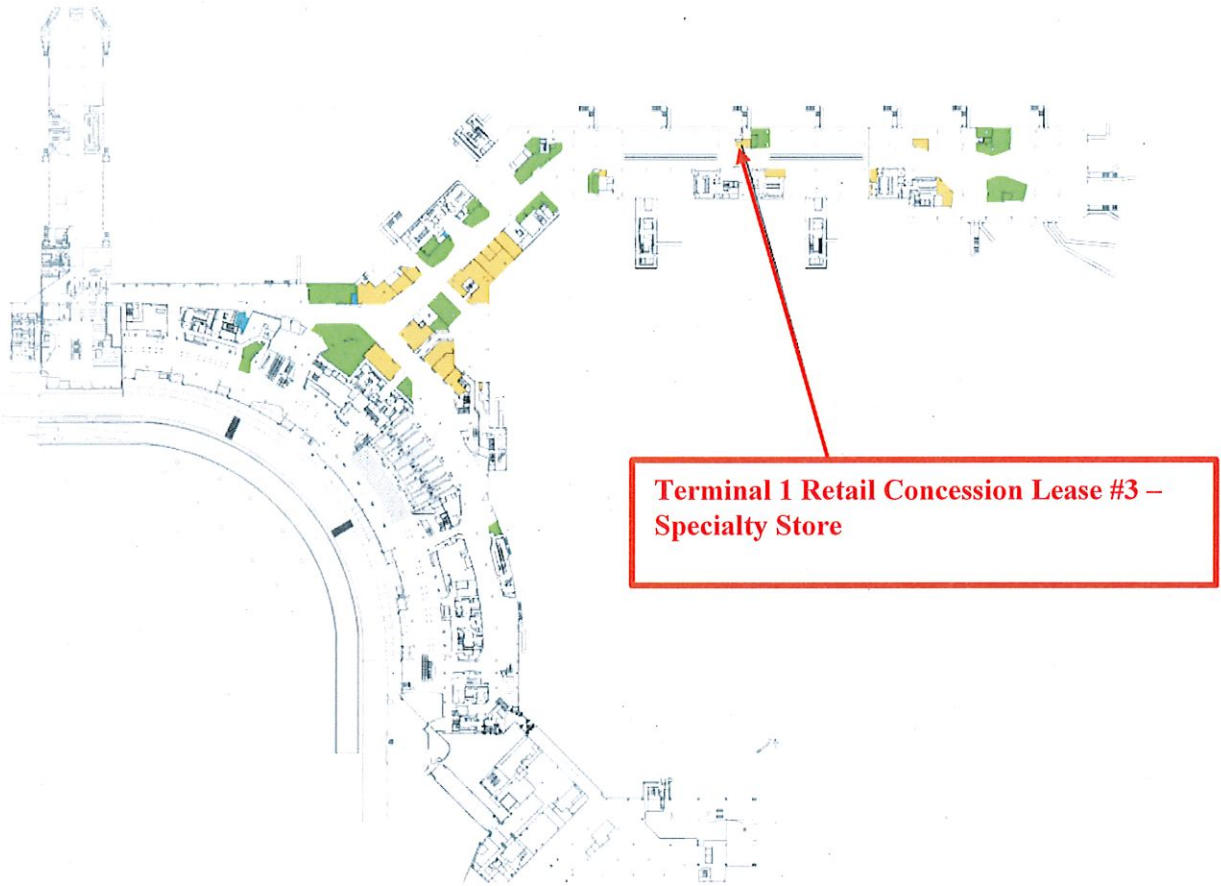 Terminal 1 Retail Concession Lease #3 –
Specialty Store